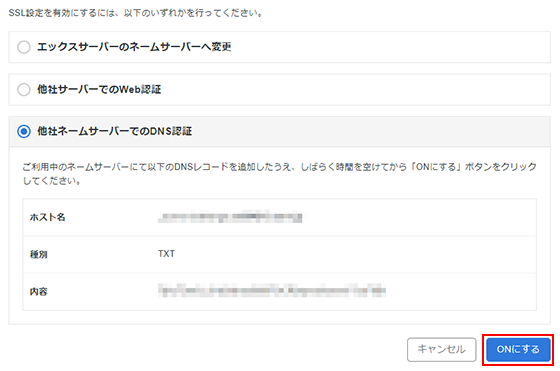 SSL設定を有効にするには、以下のいずれかを行ってください。
エックスサーバーのネームサーバーへ変更
他社サーバーでのWeb認証
他社ネームサーバーでのDNS認証
ご利用中のネームサーバーにて以下のDNSレコードを追加したうえ、しばらく時間を空けてから「ONにする」ボタンをクリック
してください。
ホスト名
種別 TXT
内容
キャンセル ONにする